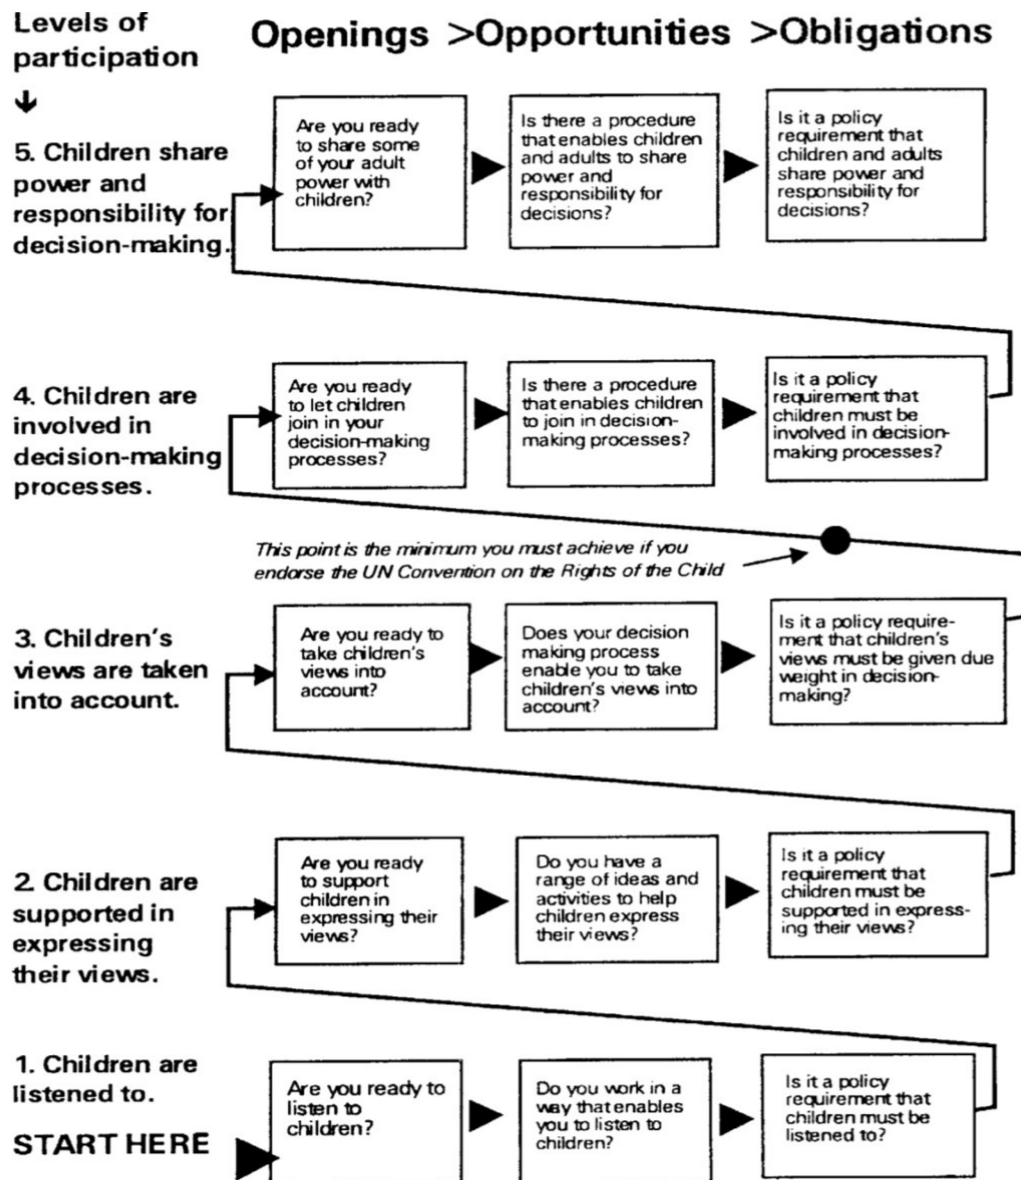 Levels of
participation
Openings >Opportunities >Obligations
5. Children share
power and
responsibility for
decision-making.
Are you ready
to share some
of your adult
power with
children?
Is there a procedure
that enables children
and adults to share
power and
responsibility for
decisions?
Is it a policy
requirement that
children and adults
share power and
responsibility for
decisions?
4. Children are
involved in
decision-making
processes.
Are you ready
to let children
join in your
decision-making
processes?
Is there a procedure
that enables children
to join in decision-
making processes?
Is it a policy
requirement that
children must be
involved in decision-
making processes?
This point is the minimum you must achieve if you
endorse the UN Convention on the Rights of the Child
3. Children's
views are taken
into account.
Are you ready to
take children's
views into
account?
Does your decision
making process
enable you to take
children's views into
account?
Is it a policy require-
ment that children's
views must be given due
weight in decision-
making?
2. Children are
supported in
expressing
their views.
Are you ready
to support
children in
expressing their
views?
Do you have a
range of ideas and
activities to help
children express
their views?
Is it a policy
requirement that
children must be
supported in express-
ing their views?
1. Children are
listened to.
START HERE
Are you ready to
listen to
children?
Do you work in a
way that enables
you to listen to
children?
Is it a policy
requirement that
children must be
listened to?